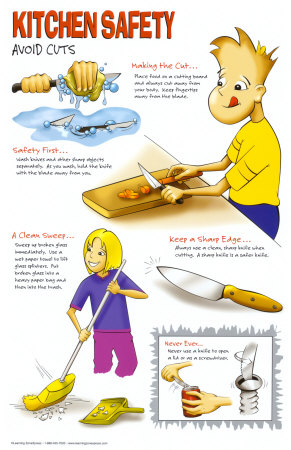 KITCHEN SAFETY
AVOID CUTS
Making the Cut...
Place food on a cutting board
and always cut away from
your body. Keep fingertips
away from the blade.
Safety First...
Wash knives and other sharp objects
separately. As you wash, hold the knife
with the blade away from you.
A Clean Sweep...
Sweep up broken glass
immediately. Use a
wet paper towel to lift
glass splinters. Put
broken glass into a
heavy paper bag and
then into the trash.
Keep a Sharp Edge...
Always use a clean, sharp knife when
cutting. A sharp knife is a safer knife.
Never Ever...
Never use a knife to open
a lid or as a screwdriver.